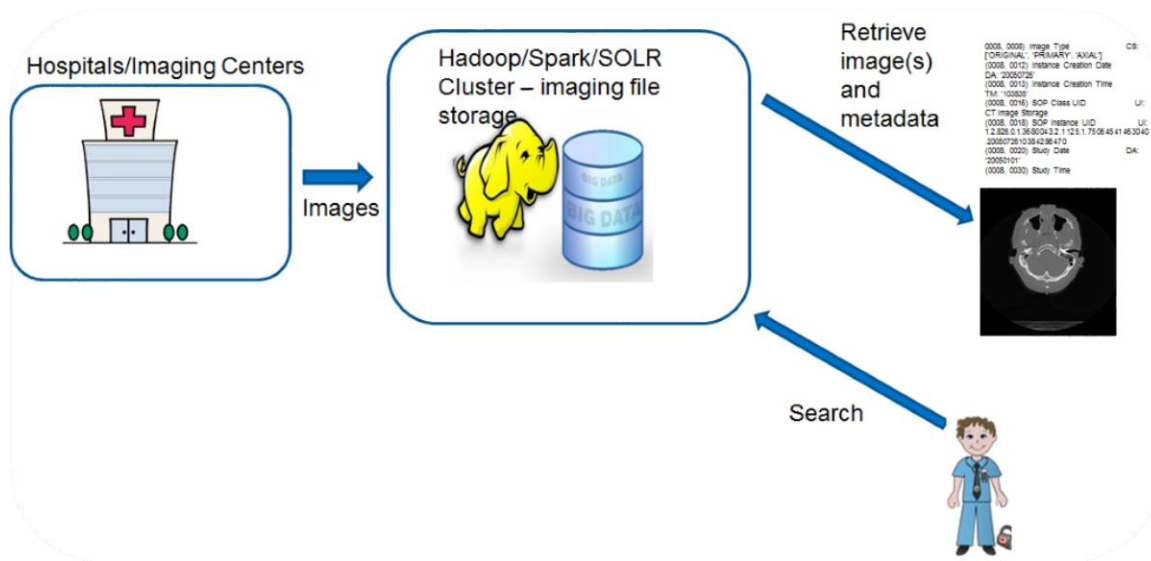 Hospitals/Imaging Centers
Images
Hadoop/Spark/SOLR
Cluster – imaging file
storage
BIG DATA
BIG DATA
Retrieve
image(s)
and
metadata
0008, 0008) Image Type CS:
['ORIGINAL', 'PRIMARY', 'AXIAL']
(0008, 0012) Instance Creation Date
DA: '20050726'
(0008, 0013) Instance Creation Time
TM: '103838'
(0008, 0016) SOP Class UID UI:
CT Image Storage
(0008, 0018) SOP Instance UID UI:
(0008, 0020) Study Date DA:
'20050101'
(0008, 0030) Study Time
Search